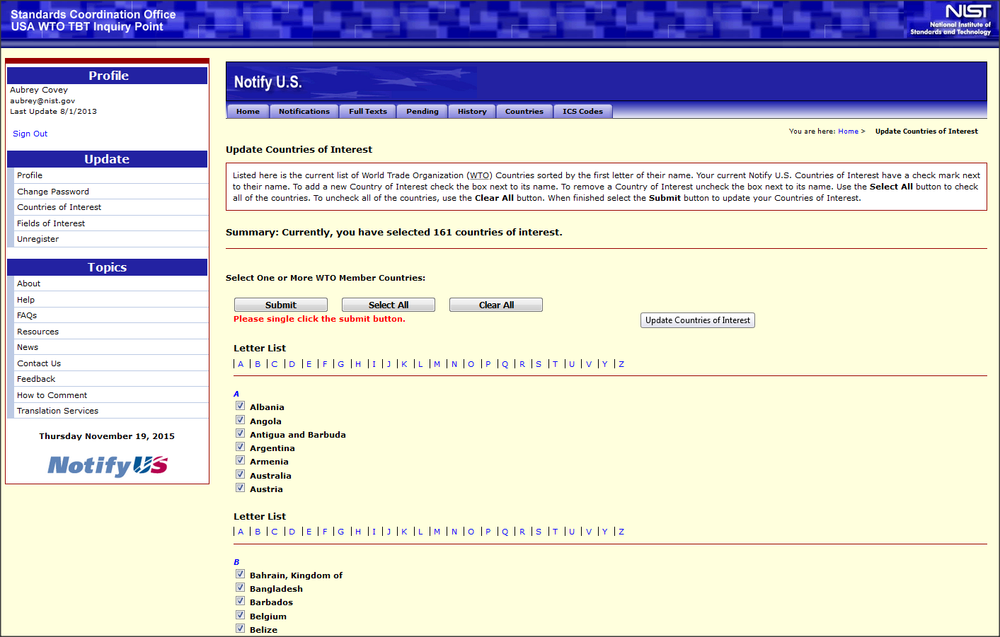 Standards Coordination Office
USA WTO TBT Inquiry Point
NIST
National Institute of
Standards and Technology
Profile
Aubrey Covey
aubrey@nist.gov
Last Update 8/1/2013
Sign Out
Update
Profile
Change Password
Countries of Interest
Fields of Interest
Unregister
Topics
About
Help
FAQs
Resources
News
Contact Us
Feedback
How to Comment
Translation Services
Thursday November 19, 2015
NotifyUS
Notify U.S.
Home Notifications Full Texts Pending History Countries ICS Codes
You are here: Home > Update Countries of Interest
Update Countries of Interest
Listed here is the current list of World Trade Organization (WTO) Countries sorted by the first letter of their name. Your current Notify U.S. Countries of Interest have a check mark next
to their name. To add a new Country of Interest check the box next to its name. To remove a Country of Interest uncheck the box next to its name. Use the Select All button to check
all of the countries. To uncheck all of the countries, use the Clear All button. When finished select the Submit button to update your Countries of Interest.
Summary: Currently, you have selected 161 countries of interest.
Select One or More WTO Member Countries:
Submit Select All Clear All
Please single click the submit button.
Update Countries of Interest
Letter List
| A | B | C | D | E | F | G | H | I | J | K | L | M | N | O | P | Q | R | S | T | U | V | Y | Z
A
Albania
Angola
Antigua and Barbuda
Argentina
Armenia
Australia
Austria
Letter List
| A | B | C | D | E | F | G | H | I | J | K | L | M | N | O | P | Q | R | S | T | U | V | Y | Z
B
Bahrain, Kingdom of
Bangladesh
Barbados
Belgium
Belize